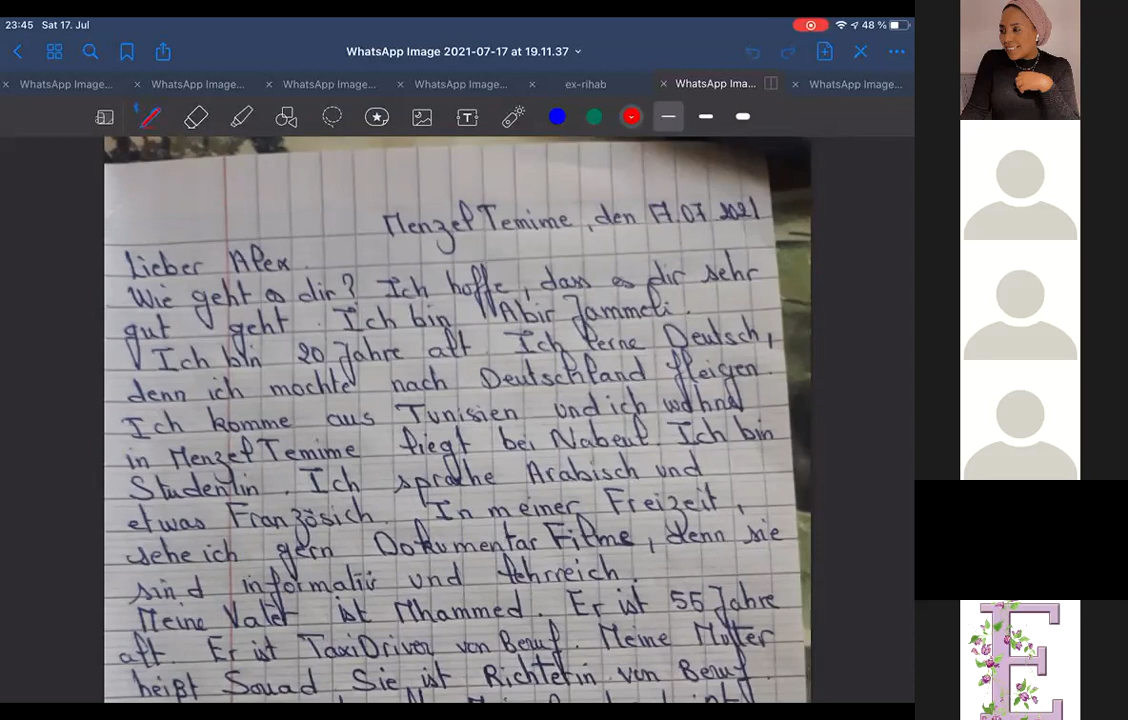 23:45 Sat 17. Jul
48 %
WhatsApp Image 2021-07-17 at 19.11.37
WhatsApp Image...
WhatsApp Image...
WhatsApp Image...
WhatsApp Image...
ex-rihab
WhatsApp Ima...
WhatsApp Image...
Menzel Temime, den 17.07 2021
Lieber Alex
Wie geht es dir? Ich hoffe, dass es dir sehr
gut geht. Ich bin Abir Jammeli.
Ich bin 20 Jahre alt Ich lerne Deutsch,
denn ich mochte nach Deutschland fleigen.
Ich komme aus Tunisien und ich wohne
in Menzel Temime liegt bei Nabeul. Ich bin
Studentin. Ich sprache Arabisch und
etwas Französich. In meiner Freizeit,
sehe ich gern Dokumentar Filme, denn sie
sind informativ und lehrreich.
Meine Vater ist Mhammed. Er ist 55 Jahre
alt. Er ist TaxiDriver von Beruf. Meine Mutter
heißt Souad. Sie ist Richterin von Beruf.
E